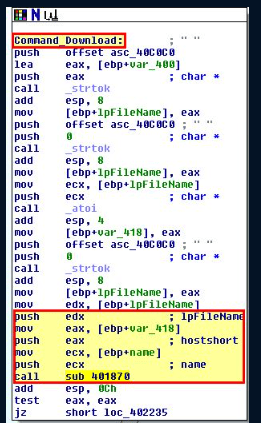 Command_Download: ; " "
push offset asc_40C0C0
lea eax, [ebp+var_400]
push eax ; char *
call _strtok
add esp, 8
mov [ebp+lpFileName], eax
push offset asc_40C0C0 ; " "
push 0 ; char *
call _strtok
add esp, 8
mov [ebp+lpFileName], eax
mov ecx, [ebp+lpFileName]
push ecx ; char *
call _atoi
add esp, 4
mov [ebp+var_418], eax
push offset asc_40C0C0 ; " "
push 0 ; char *
call _strtok
add esp, 8
mov [ebp+lpFileName], eax
mov edx, [ebp+lpFileName]
push edx ; lpFileName
mov eax, [ebp+var_418]
push eax ; hostshort
mov ecx, [ebp+name]
push ecx ; name
call sub_401870
add esp, 0Ch
test eax, eax
jz short loc_402235